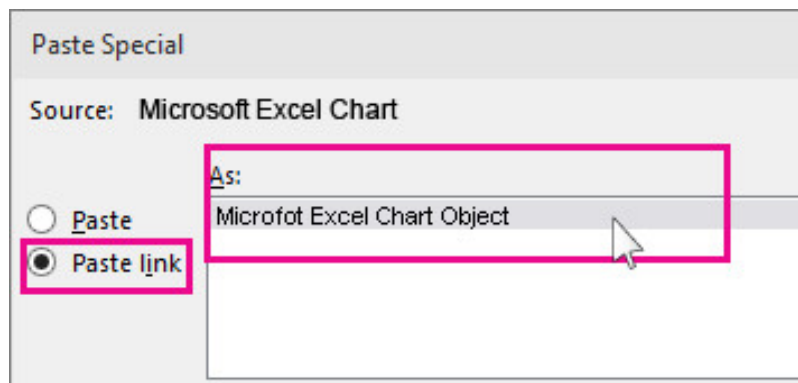 Paste Special
Source: Microsoft Excel Chart
As:
Paste
Microfot Excel Chart Object
Paste link